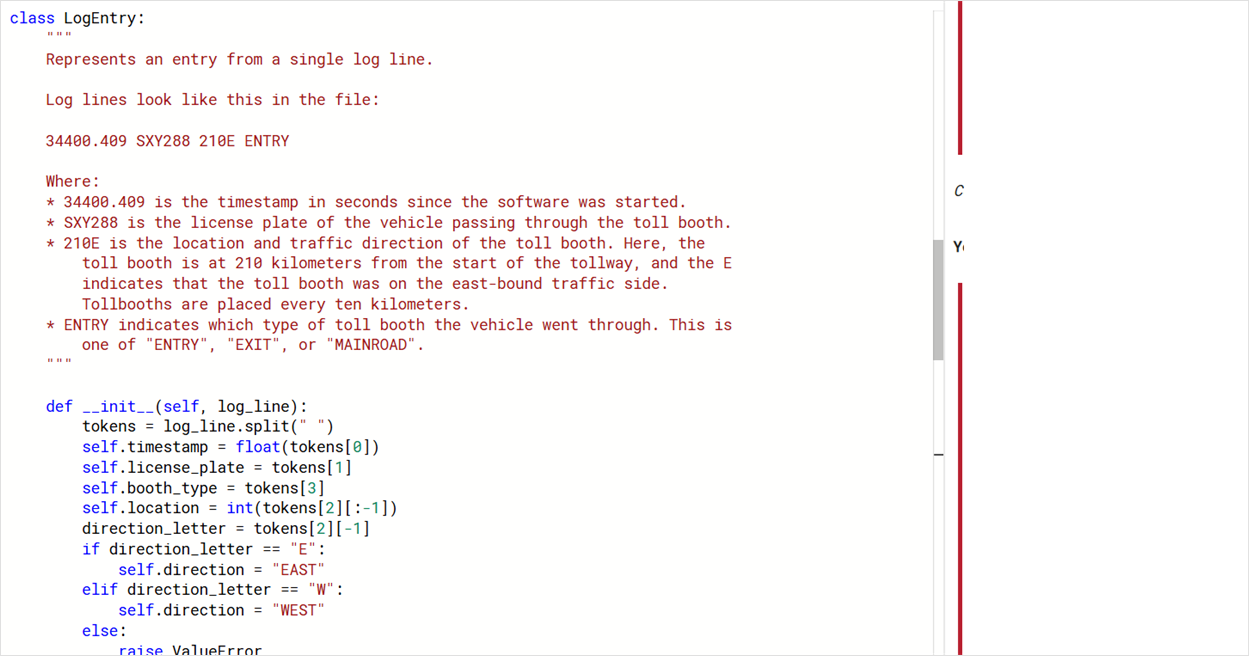 class LogEntry:
    """
    Represents an entry from a single log line.
    Log lines look like this in the file:
    34400.409 SXY288 210E ENTRY
    Where:
    * 34400.409 is the timestamp in seconds since the software was started.
    * SXY288 is the license plate of the vehicle passing through the toll booth.
    * 210E is the location and traffic direction of the toll booth. Here, the
        toll booth is at 210 kilometers from the start of the tollway, and the E
        indicates that the toll booth was on the east-bound traffic side.
        Tollbooths are placed every ten kilometers.
    * ENTRY indicates which type of toll booth the vehicle went through. This is
        one of "ENTRY", "EXIT", or "MAINROAD".
    """
    def __init__(self, log_line):
        tokens = log_line.split(" ")
        self.timestamp = float(tokens[0])
        self.license_plate = tokens[1]
        self.booth_type = tokens[3]
        self.location = int(tokens[2][:-1])
        direction_letter = tokens[2][-1]
        if direction_letter == "E":
            self.direction = "EAST"
        elif direction_letter == "W":
            self.direction = "WEST"
        else:
            raise ValueError